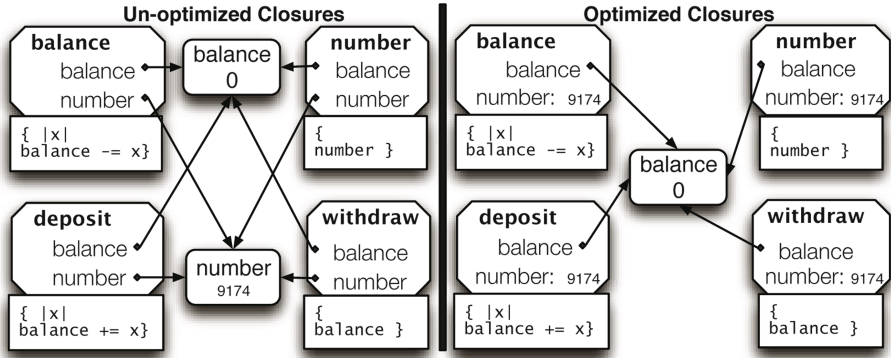 Un-optimized Closures
balance
balance
number
{ |x|
balance -= x}
balance
0
number
balance
number
{
number }
deposit
balance
number
{ |x|
balance += x}
number
9174
withdraw
balance
number
{
balance }
Optimized Closures
balance
balance
number: 9174
{ |x|
balance -= x}
number
balance
number: 9174
{
number }
balance
0
deposit
balance
number: 9174
{ |x|
balance += x}
withdraw
balance
number: 9174
{
balance }